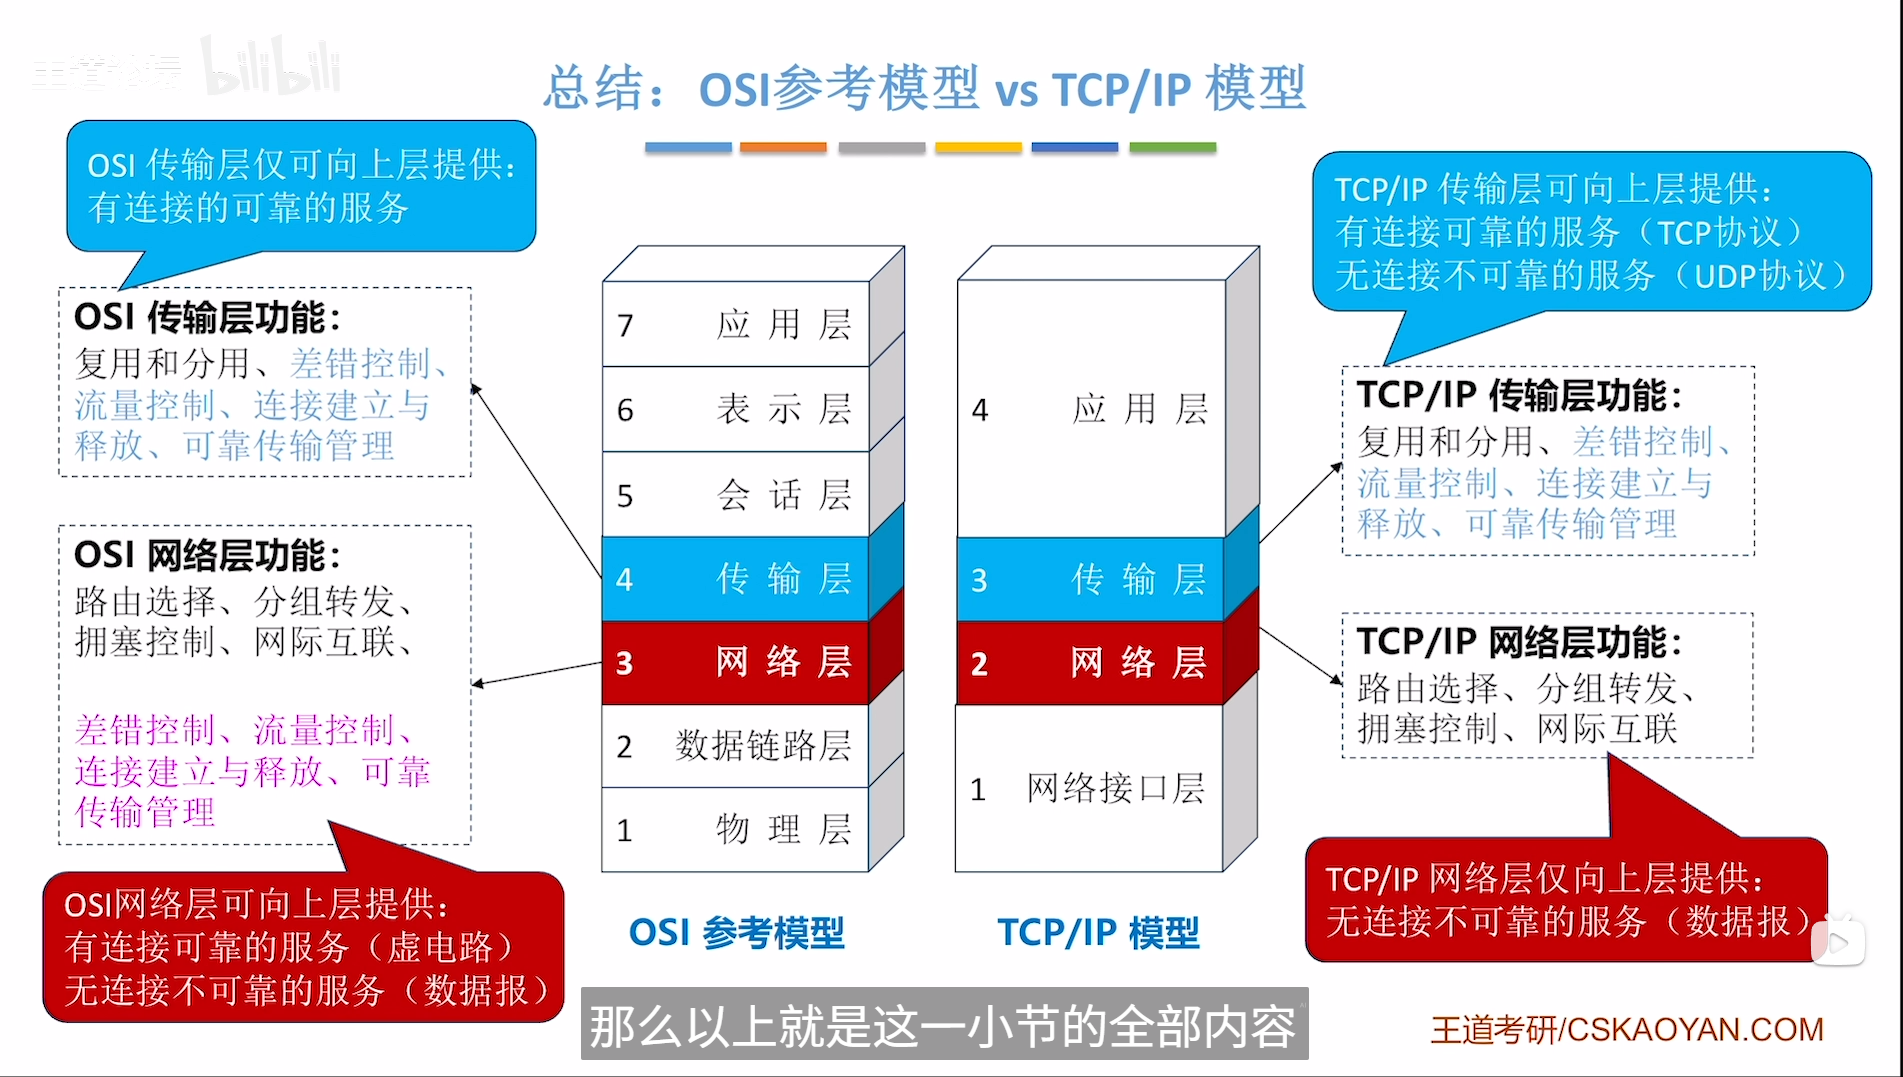 王道论坛 bilibili
总结：OSI参考模型 vs TCP/IP 模型
OSI 传输层仅可向上层提供：
有连接的可靠的服务
OSI 传输层功能：
复用和分用、差错控制、
流量控制、连接建立与
释放、可靠传输管理
OSI 网络层功能：
路由选择、分组转发、
拥塞控制、网际互联、
差错控制、流量控制、
连接建立与释放、可靠
传输管理
OSI网络层可向上层提供：
有连接可靠的服务（虚电路）
无连接不可靠的服务（数据报）
7 应用层
6 表示层
5 会话层
4 传输层
3 网络层
2 数据链路层
1 物理层
OSI 参考模型
4 应用层
3 传输层
2 网络层
1 网络接口层
TCP/IP 模型
TCP/IP 传输层可向上层提供：
有连接可靠的服务（TCP协议）
无连接不可靠的服务（UDP协议）
TCP/IP 传输层功能：
复用和分用、差错控制、
流量控制、连接建立与
释放、可靠传输管理
TCP/IP 网络层功能：
路由选择、分组转发、
拥塞控制、网际互联
TCP/IP 网络层仅向上层提供：
无连接不可靠的服务（数据报）
那么以上就是这一小节的全部内容
王道考研/CSKAOYAN.COM